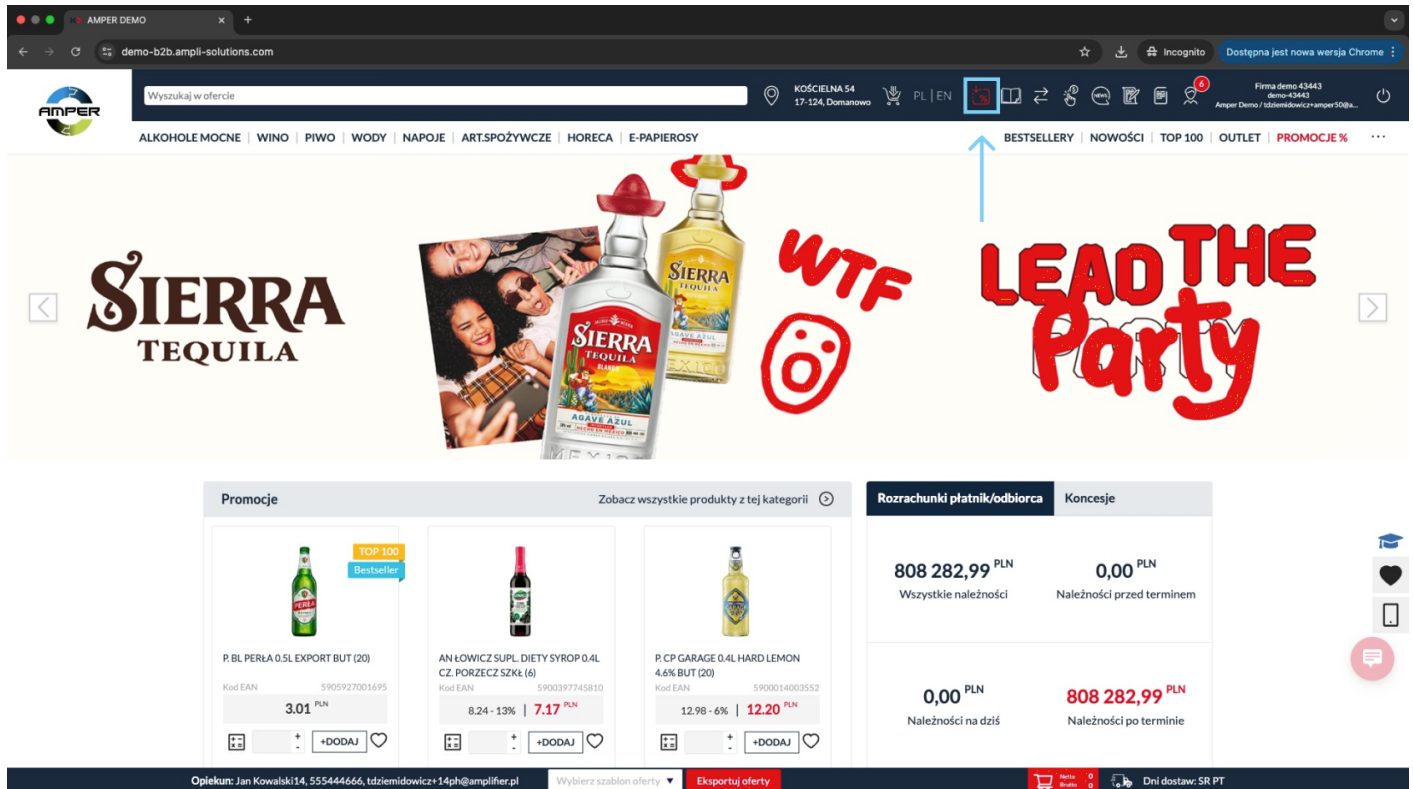 AMPER DEMO
demo-b2b.ampli-solutions.com
Incognito
Dostępna jest nowa wersja Chrome
AMPER
Wyszukaj w ofercie
KOŚCIELNA 54
17-124, Domanowo
PL | EN
NEWS
6
Firma demo 43443
demo-43443
Amper Demo / tdziemidowicz+amper50@a...
ALKOHOLE MOCNE | WINO | PIWO | WODY | NAPOJE | ART.SPOŻYWCZE | HORECA | E-PAPIEROSY
BESTSELLERY | NOWOŚCI | TOP 100 | OUTLET | PROMOCJE %
SIERRA
TEQUILA
SIERRA
TEQUILA
SIERRA
TEQUILA
BLANCO
AGAVE AZUL
WTF
LEAD THE
Party
Promocje
Zobacz wszystkie produkty z tej kategorii
Rozrachunki płatnik/odbiorca
Koncesje
TOP 100
Bestseller
PERŁA
P. BL PERŁA 0.5L EXPORT BUT (20)
Kod EAN 5905927001695
3.01 PLN
+DODAJ
AN ŁOWICZ SUPL. DIETY SYROP 0.4L
CZ. PORZECZ SZKŁ (6)
Kod EAN 5900397745810
8.24 - 13% | 7.17 PLN
+DODAJ
P. CP GARAGE 0.4L HARD LEMON
4.6% BUT (20)
Kod EAN 5900014003552
12.98 - 6% | 12.20 PLN
+DODAJ
808 282,99 PLN
Wszystkie należności
0,00 PLN
Należności przed terminem
0,00 PLN
Należności na dziś
808 282,99 PLN
Należności po terminie
Opiekun: Jan Kowalski14, 555444666, tdziemidowicz+14ph@amplifier.pl
Wybierz szablon oferty
Eksportuj oferty
Netto 0
Brutto 0
Dni dostaw: SR PT